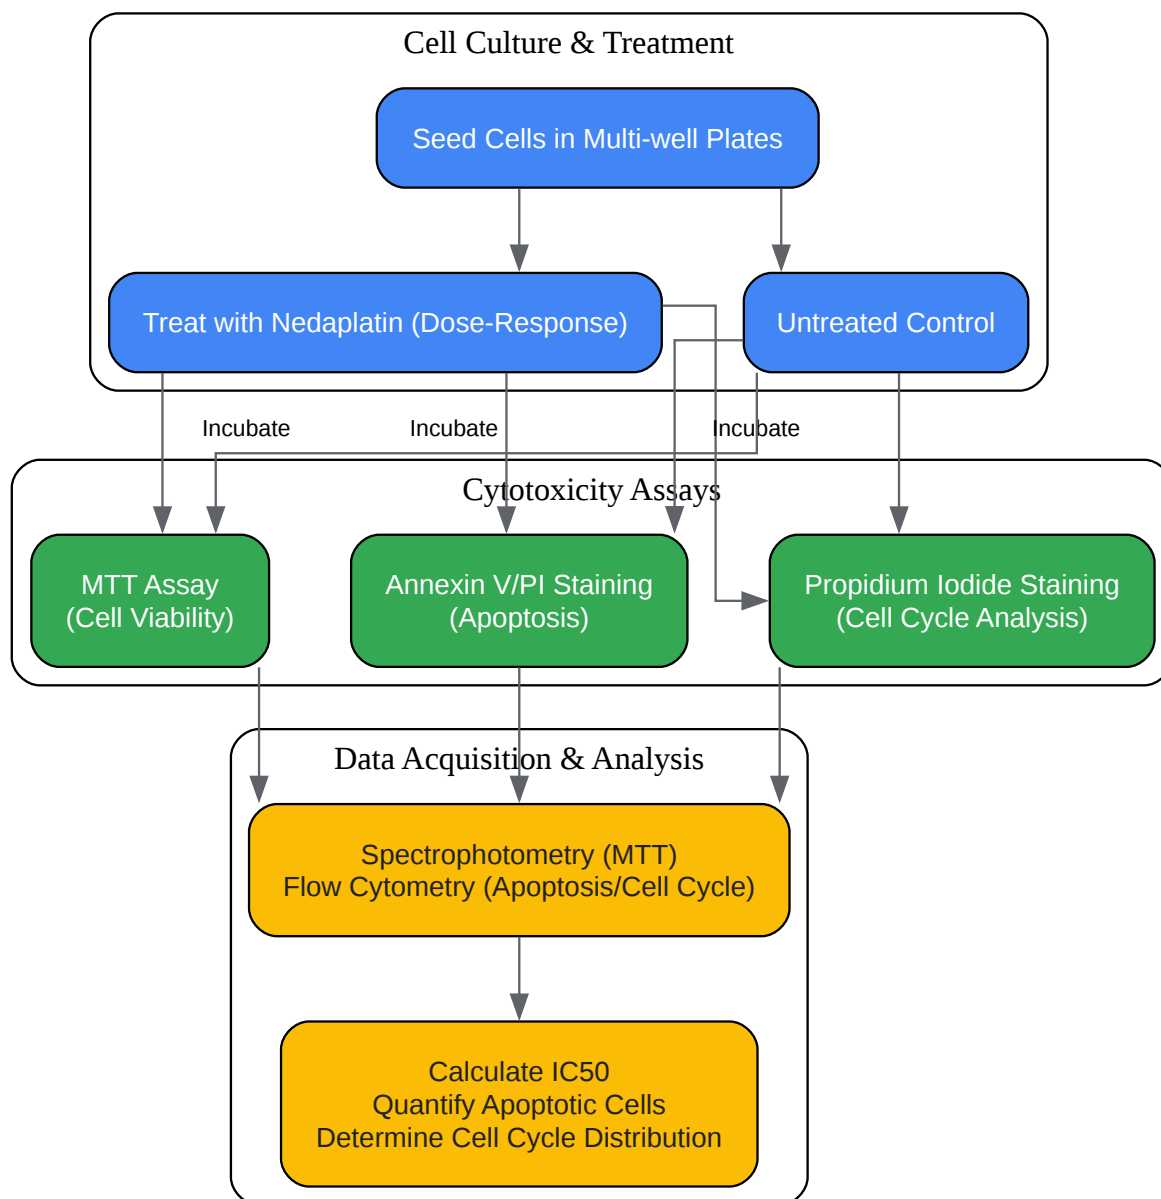 Cell Culture & Treatment
Seed Cells in Multi-well Plates
Treat with Nedaplatin (Dose-Response)
Untreated Control
Incubate
Incubate
Incubate
Cytotoxicity Assays
MTT Assay
(Cell Viability)
Annexin V/PI Staining
(Apoptosis)
Propidium Iodide Staining
(Cell Cycle Analysis)
Data Acquisition & Analysis
Spectrophotometry (MTT)
Flow Cytometry (Apoptosis/Cell Cycle)
Calculate IC50
Quantify Apoptotic Cells
Determine Cell Cycle Distribution